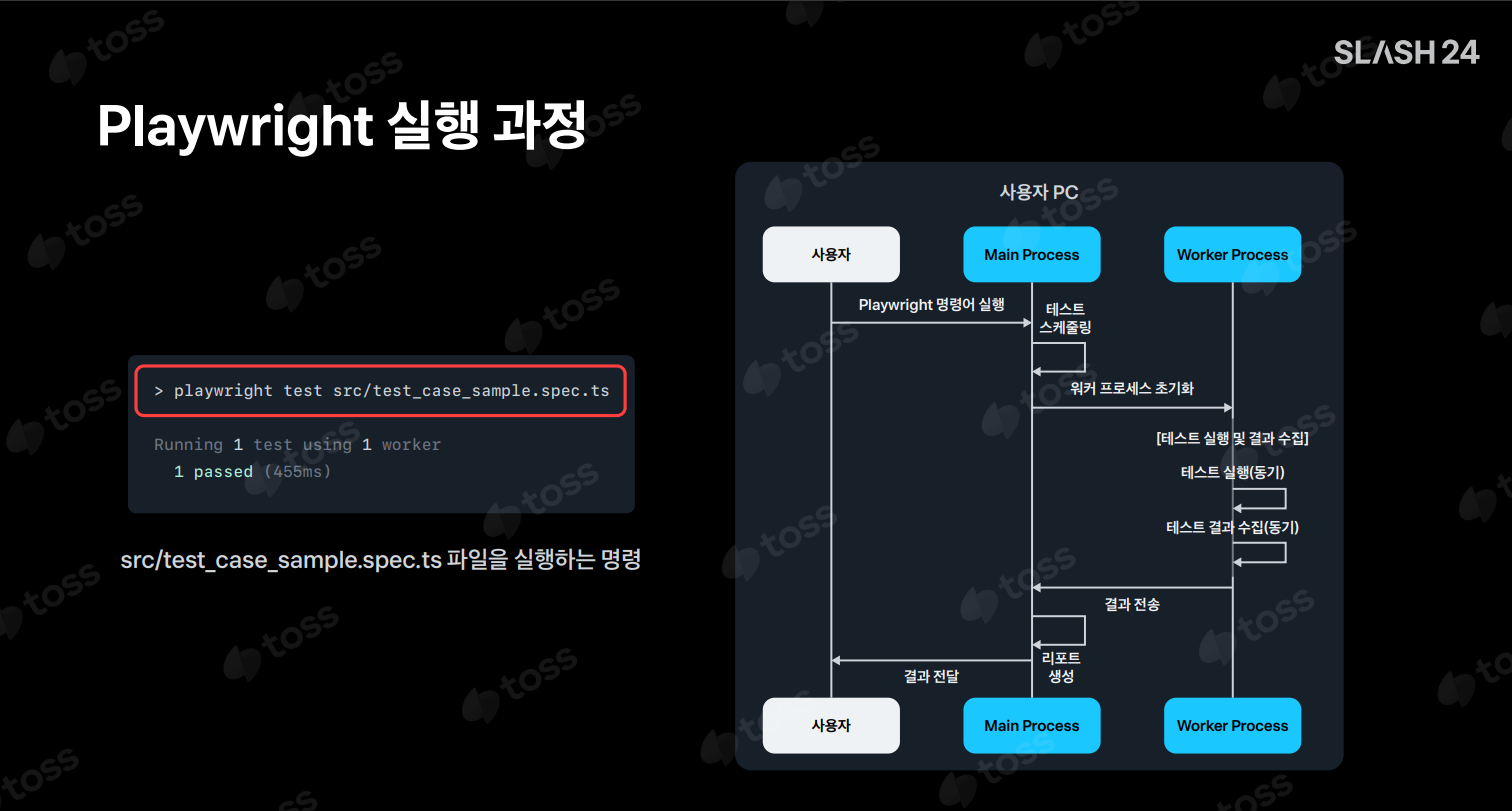 SLASH 24
Playwright 실행 과정
> playwright test src/test_case_sample.spec.ts
Running 1 test using 1 worker
1 passed (455ms)
src/test_case_sample.spec.ts 파일을 실행하는 명령
사용자 PC
사용자
Main Process
Worker Process
Playwright 명령어 실행
테스트
스케줄링
워커 프로세스 초기화
[테스트 실행 및 결과 수집]
테스트 실행(동기)
테스트 결과 수집(동기)
결과 전송
리포트
생성
결과 전달
사용자
Main Process
Worker Process
toss